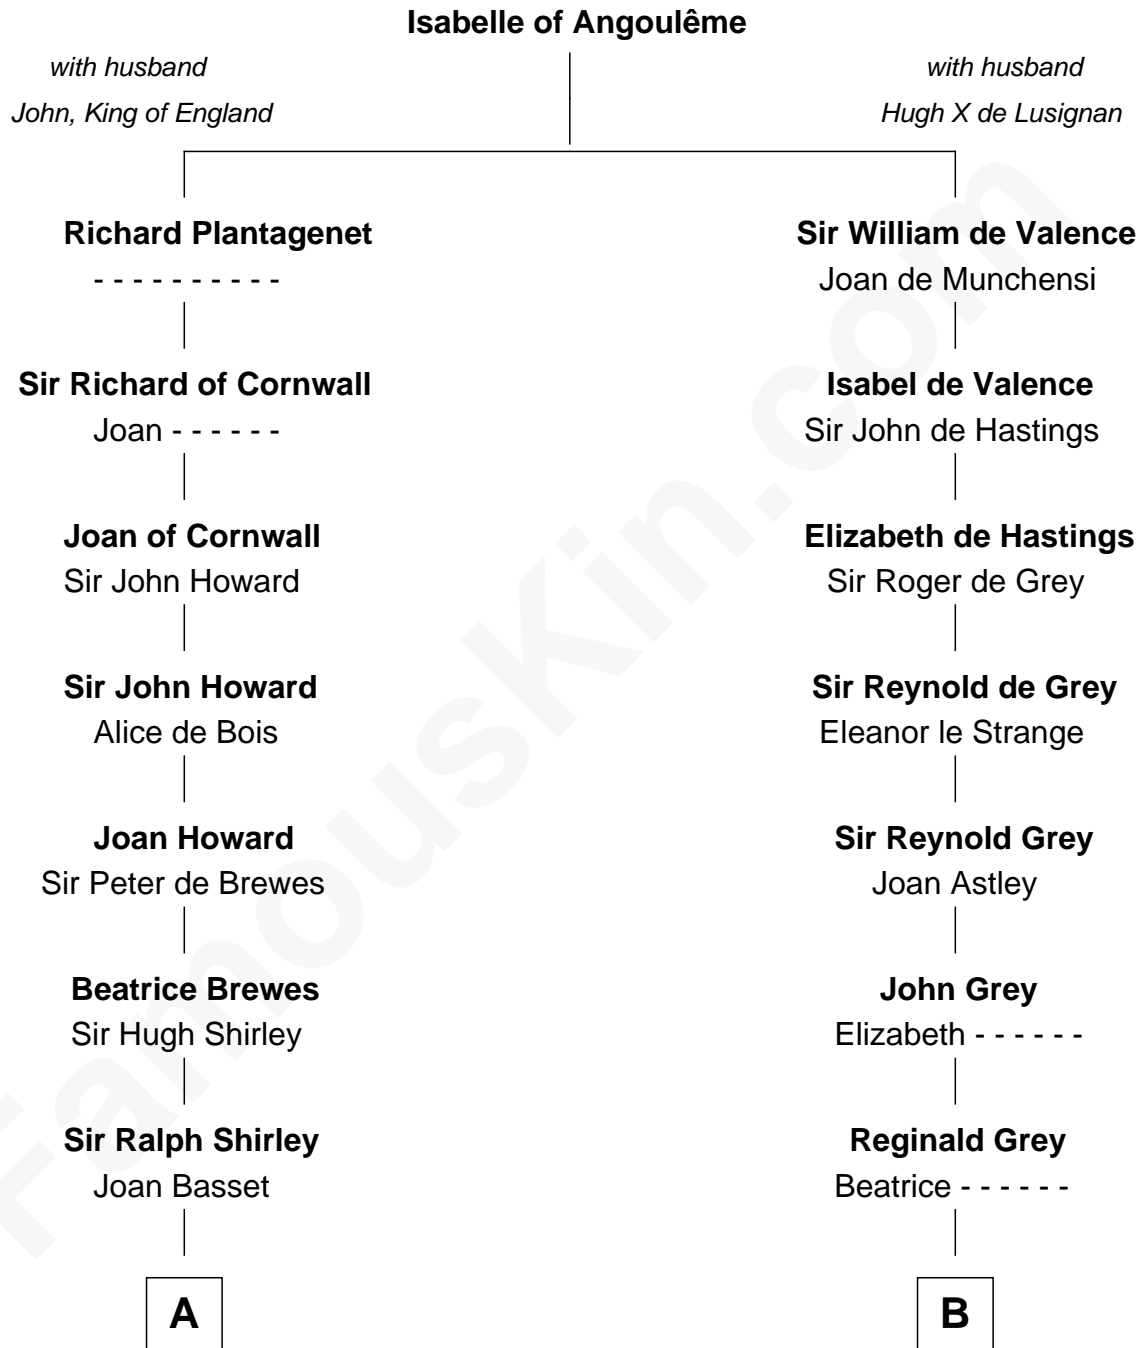 Isabelle of Angoulême
with husband
John, King of England
with husband
Hugh X de Lusignan
Richard Plantagenet
- - - - - - - - - -
Sir William de Valence
Joan de Munchensi
Sir Richard of Cornwall
Joan - - - - - -
Isabel de Valence
Sir John de Hastings
Joan of Cornwall
Sir John Howard
Elizabeth de Hastings
Sir Roger de Grey
Sir John Howard
Alice de Bois
Sir Reynold de Grey
Eleanor le Strange
Joan Howard
Sir Peter de Brewes
Sir Reynold Grey
Joan Astley
Beatrice Brewes
Sir Hugh Shirley
John Grey
Elizabeth - - - - - -
Sir Ralph Shirley
Joan Basset
Reginald Grey
Beatrice - - - - - -
A
B
FamousKin.com